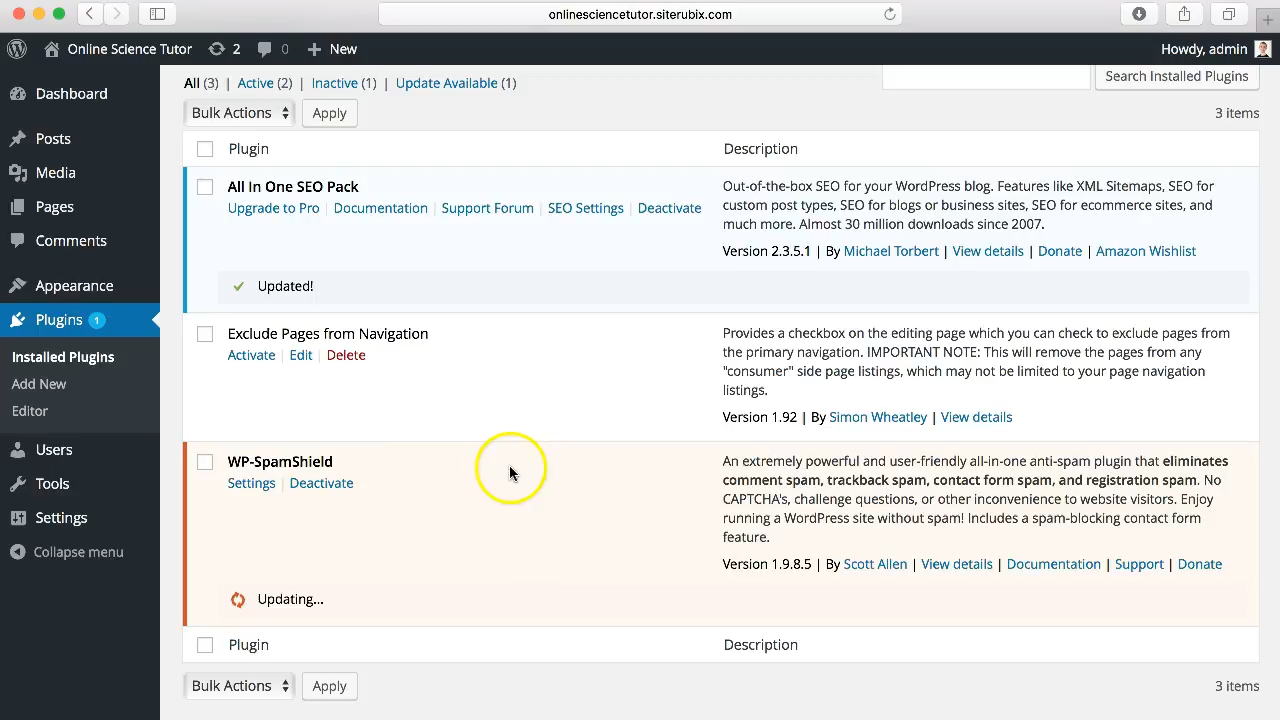 onlinesciencetutor.siterubix.com
Online Science Tutor 2 0 New Howdy, admin
Dashboard
Posts
Media
Pages
Comments
Appearance
Plugins 1
Installed Plugins
Add New
Editor
Users
Tools
Settings
Collapse menu
All (3) | Active (2) | Inactive (1) | Update Available (1)
Search Installed Plugins
Bulk Actions Apply 3 items
Plugin Description
All In One SEO Pack
Upgrade to Pro | Documentation | Support Forum | SEO Settings | Deactivate
Out-of-the-box SEO for your WordPress blog. Features like XML Sitemaps, SEO for
custom post types, SEO for blogs or business sites, SEO for ecommerce sites, and
much more. Almost 30 million downloads since 2007.
Version 2.3.5.1 | By Michael Torbert | View details | Donate | Amazon Wishlist
Updated!
Exclude Pages from Navigation
Activate | Edit | Delete
Provides a checkbox on the editing page which you can check to exclude pages from
the primary navigation. IMPORTANT NOTE: This will remove the pages from any
"consumer" side page listings, which may not be limited to your page navigation
listings.
Version 1.92 | By Simon Wheatley | View details
WP-SpamShield
Settings | Deactivate
An extremely powerful and user-friendly all-in-one anti-spam plugin that eliminates
comment spam, trackback spam, contact form spam, and registration spam. No
CAPTCHA's, challenge questions, or other inconvenience to website visitors. Enjoy
running a WordPress site without spam! Includes a spam-blocking contact form
feature.
Version 1.9.8.5 | By Scott Allen | View details | Documentation | Support | Donate
Updating...
Plugin Description
Bulk Actions Apply 3 items